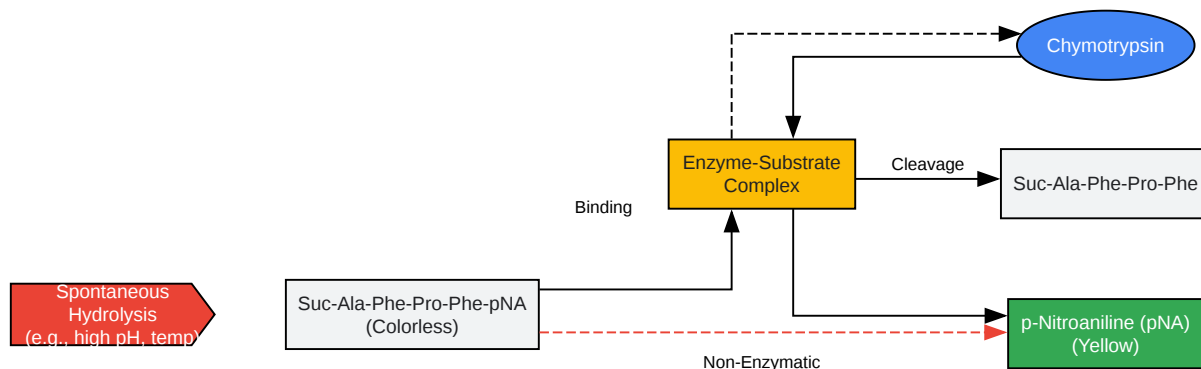 Chymotrypsin
Enzyme-Substrate
Complex
Cleavage
Suc-Ala-Phe-Pro-Phe
Binding
Spontaneous
Hydrolysis
(e.g., high pH, temp)
Suc-Ala-Phe-Pro-Phe-pNA
(Colorless)
p-Nitroaniline (pNA)
(Yellow)
Non-Enzymatic